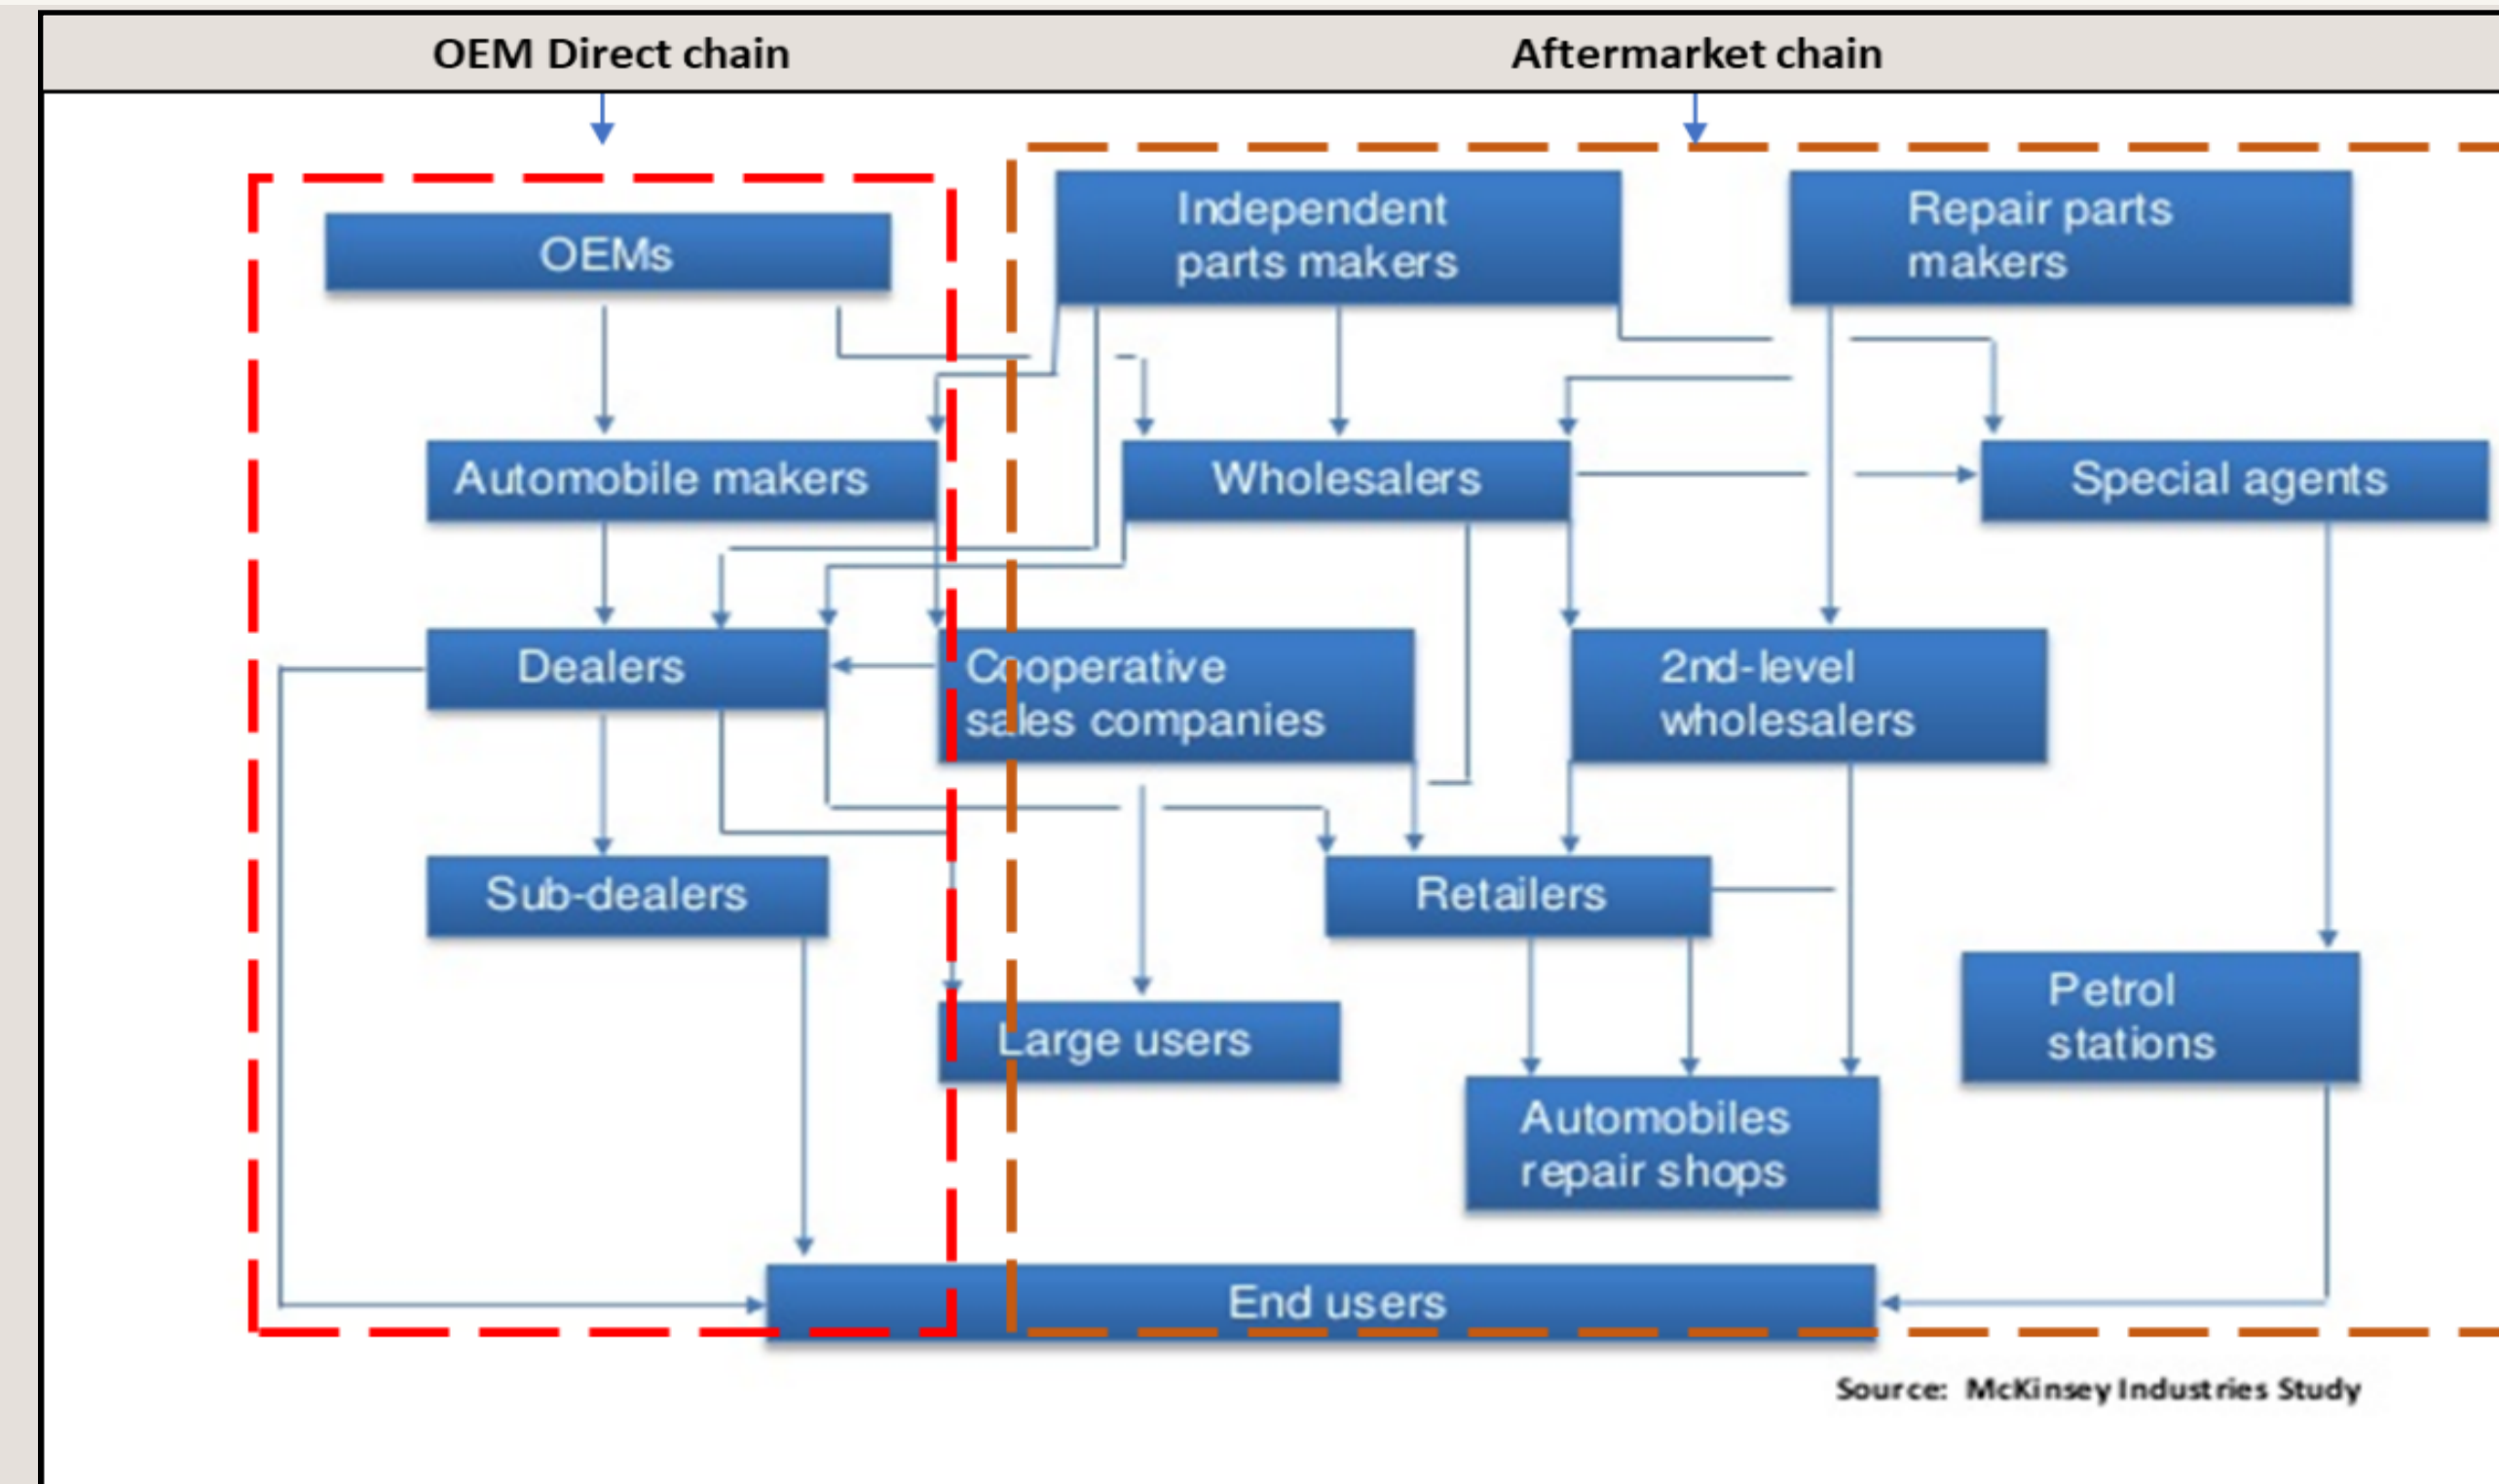 OEM Direct chain
Aftermarket chain
OEMs
Independent
parts makers
Repair parts
makers
Automobile makers
Wholesalers
Special agents
Dealers
Cooperative
sales companies
2nd-level
wholesalers
Sub-dealers
Retailers
Large users
Petrol
stations
Automobiles
repair shops
End users
Source: McKinsey Industries Study